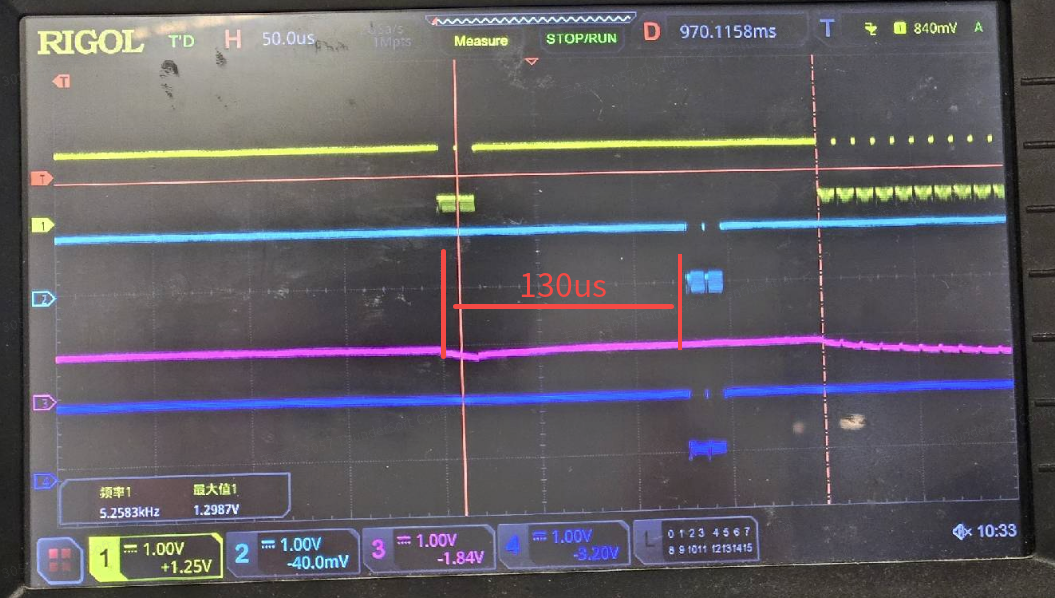 RIGOL T'D H 50.0us 1Mpts Measure STOP/RUN D 970.1158ms T 1 840mV A
T
T
1
2
130us
3
频率1 最大值1
5.2583kHz 1.2987V
1 1.00V +1.25V
2 1.00V -40.0mV
3 1.00V -1.84V
4 1.00V -3.20V
L 0 1 2 3 4 5 6 7
8 9 10 11 12 13 14 15
10:33